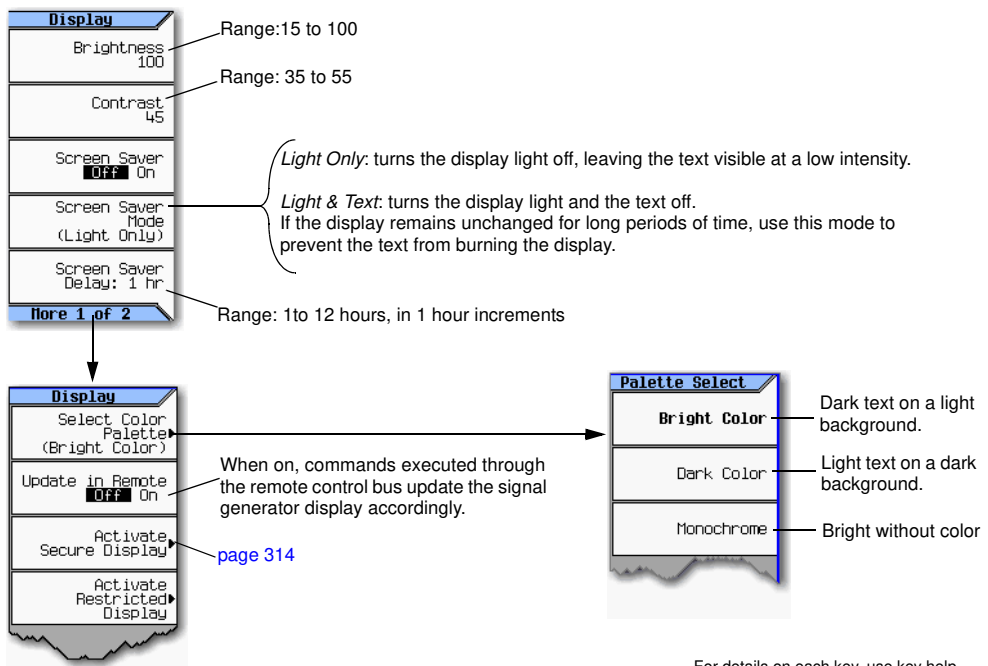 Display
Brightness
100
Range:15 to 100
Contrast
45
Range: 35 to 55
Screen Saver
Off On
Screen Saver
Mode
(Light Only)
Light Only: turns the display light off, leaving the text visible at a low intensity.
Light & Text: turns the display light and the text off.
If the display remains unchanged for long periods of time, use this mode to
prevent the text from burning the display.
Screen Saver
Delay: 1 hr
Range: 1to 12 hours, in 1 hour increments
More 1 of 2
Display
Select Color
Palette
(Bright Color)
Update in Remote
Off On
When on, commands executed through
the remote control bus update the signal
generator display accordingly.
Activate
Secure Display
page 314
Activate
Restricted
Display
Palette Select
Bright Color
Dark text on a light
background.
Dark Color
Light text on a dark
background.
Monochrome
Bright without color
For details on each key, use key help